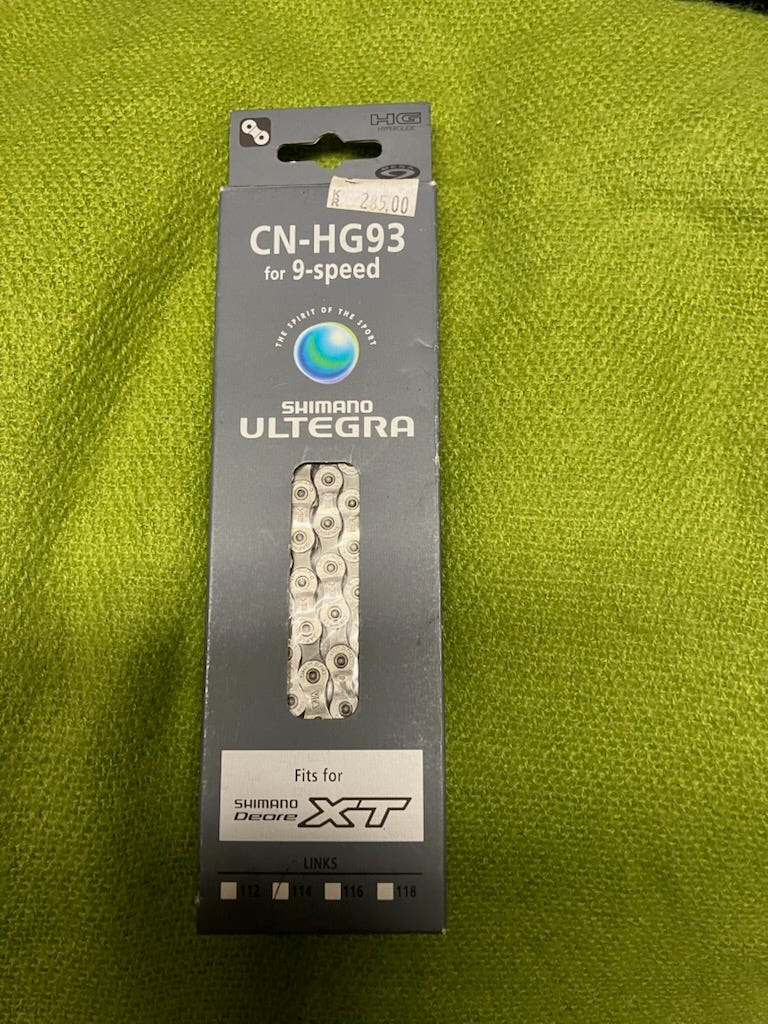 HG
HYPERGLIDE
KR 285.00
CN-HG93
for 9-speed
THE SPIRIT OF THE SPORT
SHIMANO
ULTEGRA
Fits for
SHIMANO
Deore XT
LINKS
112 114 116 118